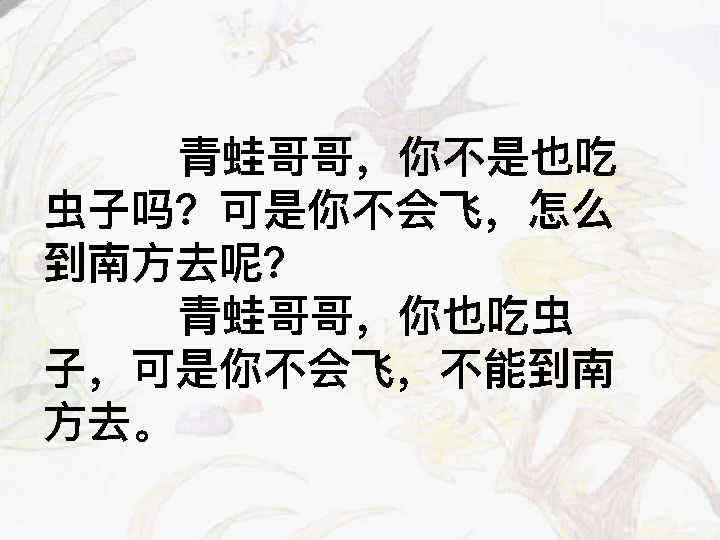 青蛙哥哥，你不是也吃
虫子吗？可是你不会飞，怎么
到南方去呢？
青蛙哥哥，你也吃虫
子，可是你不会飞，不能到南
方去。